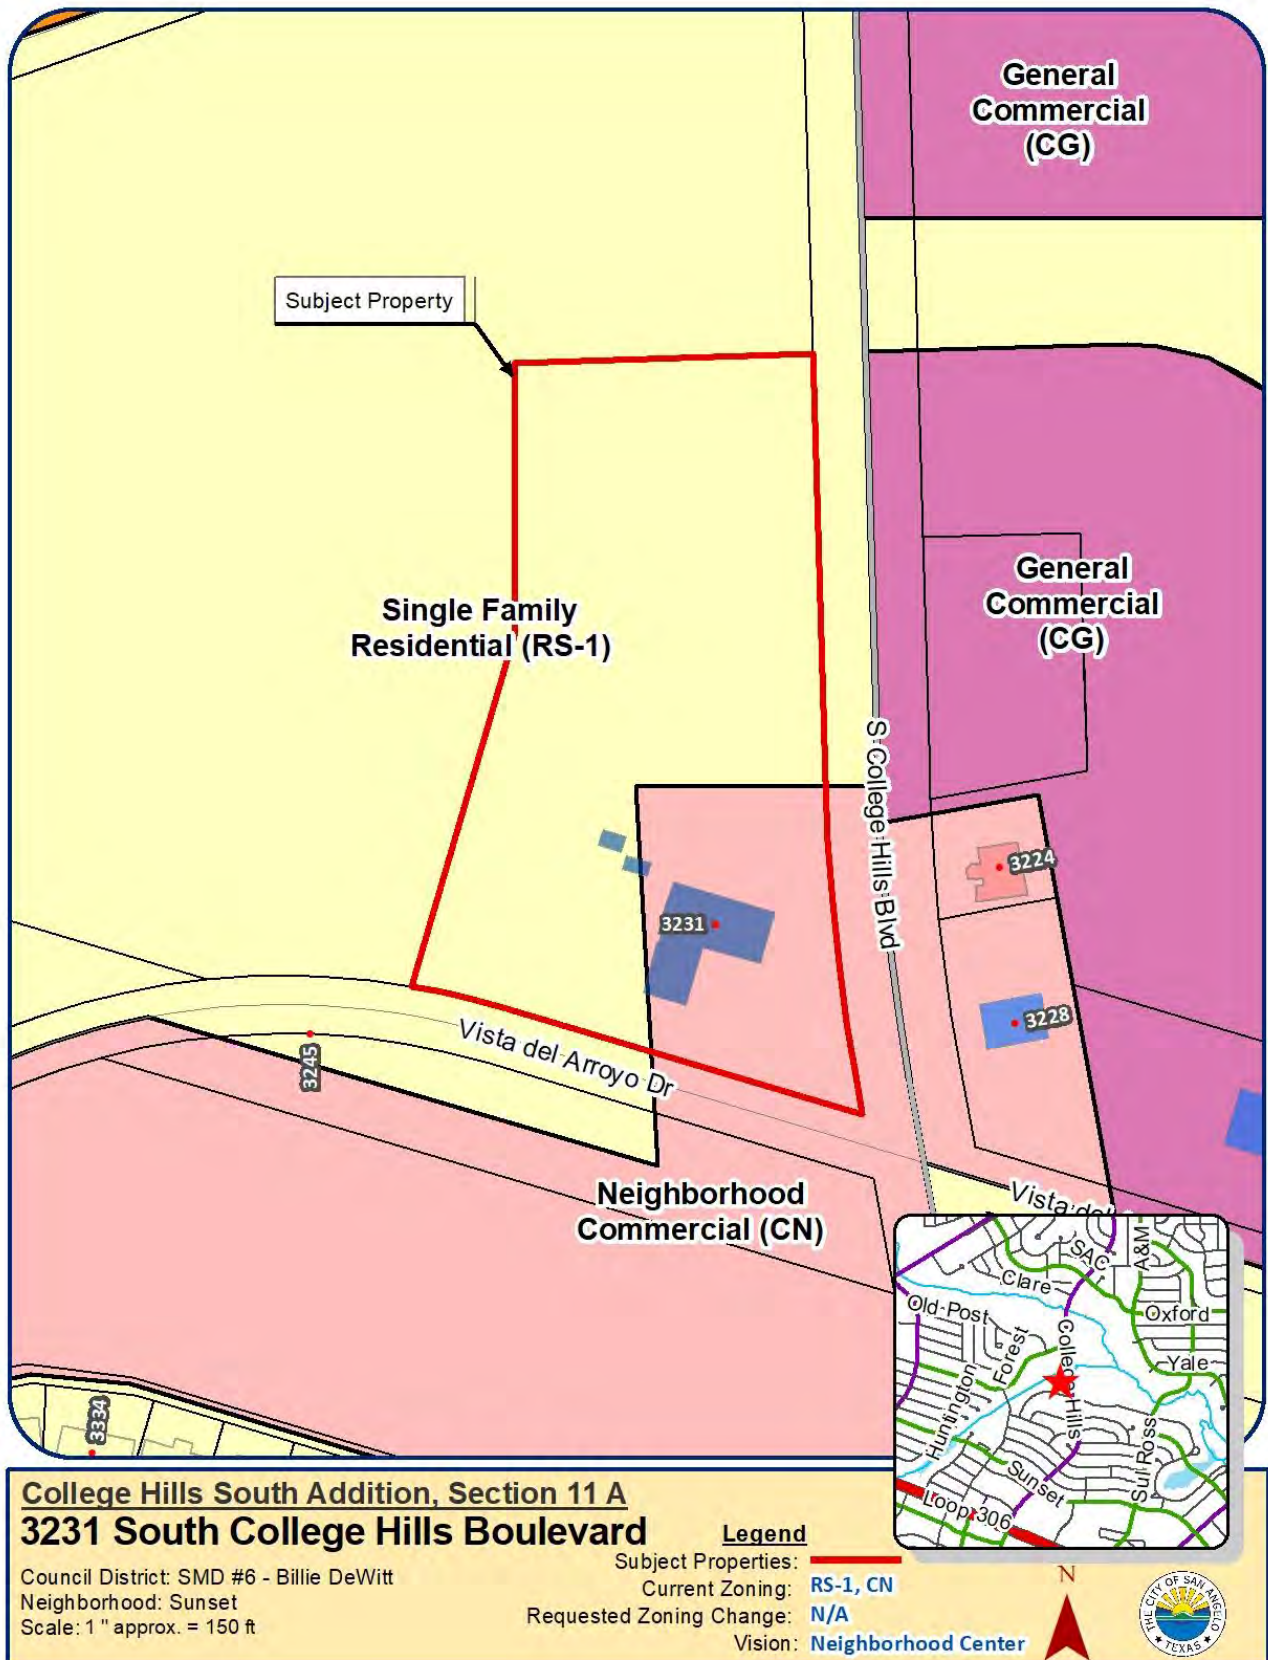 General
Commercial
(CG)
Subject Property
General
Commercial
(CG)
Single Family
Residential (RS-1)
S College Hills Blvd
3224
3231
3228
Vista del Arroyo Dr
3245
Neighborhood
Commercial (CN)
Vista del
3334
SAC
A&M
Clare
Old Post
Oxford
Forest
College Hills
Yale
Huntington
Sul Ross
Sunset
Loop 306
College Hills South Addition, Section 11 A
3231 South College Hills Boulevard
Council District: SMD #6 - Billie DeWitt
Neighborhood: Sunset
Scale: 1 " approx. = 150 ft
Legend
Subject Properties:
Current Zoning: RS-1, CN
Requested Zoning Change: N/A
Vision: Neighborhood Center
N
THE CITY OF SAN ANGELO
TEXAS